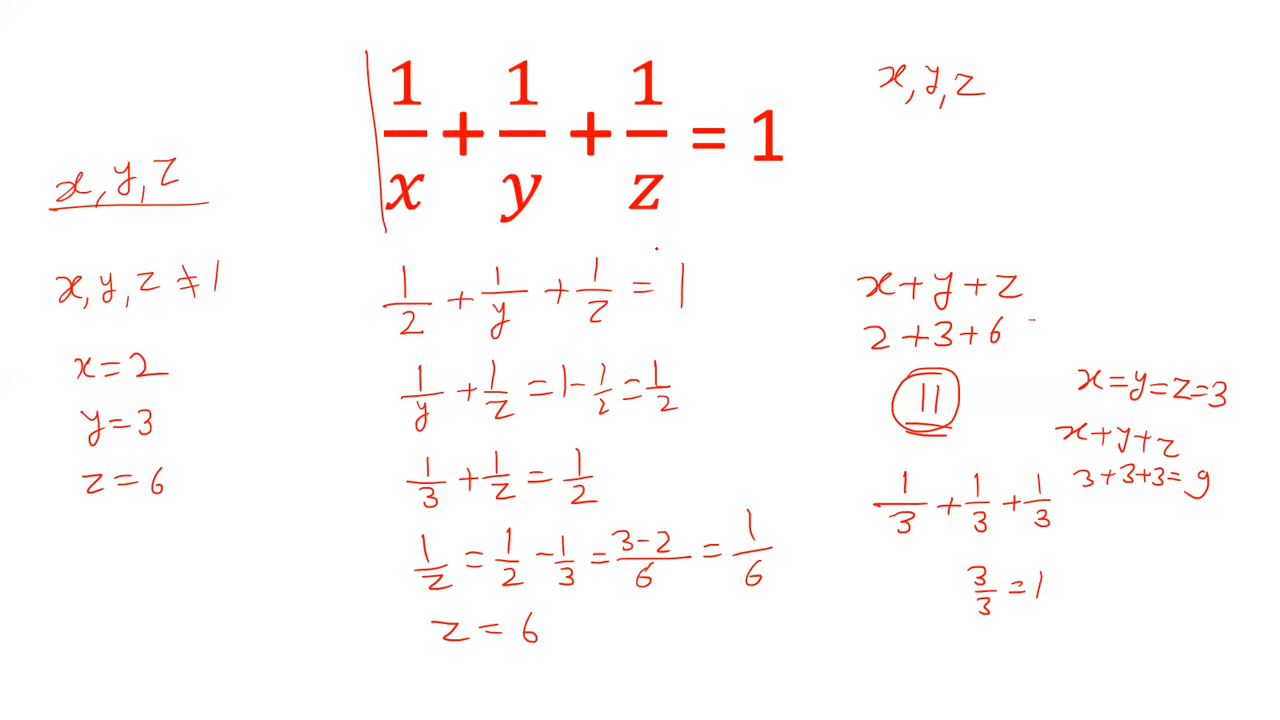 1/x + 1/y + 1/z = 1
x, y, z
x, y, z
x, y, z ≠ 1
x = 2
y = 3
z = 6
1/2 + 1/y + 1/z = 1
1/y + 1/z = 1 - 1/2 = 1/2
1/3 + 1/z = 1/2
1/z = 1/2 - 1/3 = 3-2/6 = 1/6
z = 6
x + y + z
2 + 3 + 6
11
x = y = z = 3
x + y + z
3 + 3 + 3 = 9
1/3 + 1/3 + 1/3
3/3 = 1